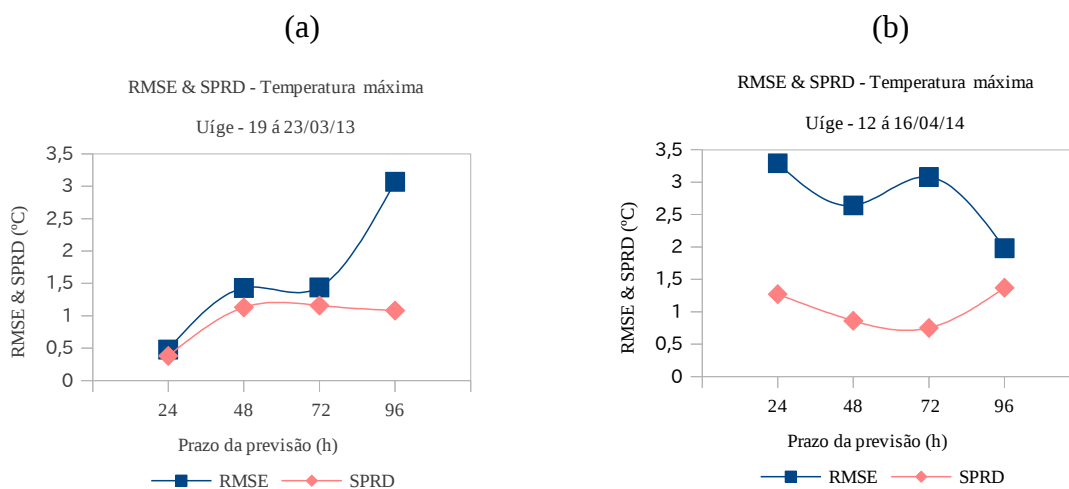 (a)
RMSE & SPRD - Temperatura máxima
Uíge - 19 á 23/03/13
3,5
3
2,5
2
1,5
1
0,5
0
RMSE & SPRD (ºC)
24 48 72 96
Prazo da previsão (h)
RMSE SPRD
(b)
RMSE & SPRD - Temperatura máxima
Uíge - 12 á 16/04/14
3,5
3
2,5
2
1,5
1
0,5
0
RMSE & SPRD (ºC)
24 48 72 96
Prazo da previsão (h)
RMSE SPRD